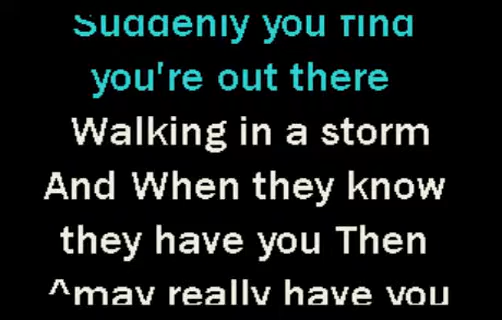 Suddenly you find
you're out there
Walking in a storm
And When they know
they have you Then
^may really have you